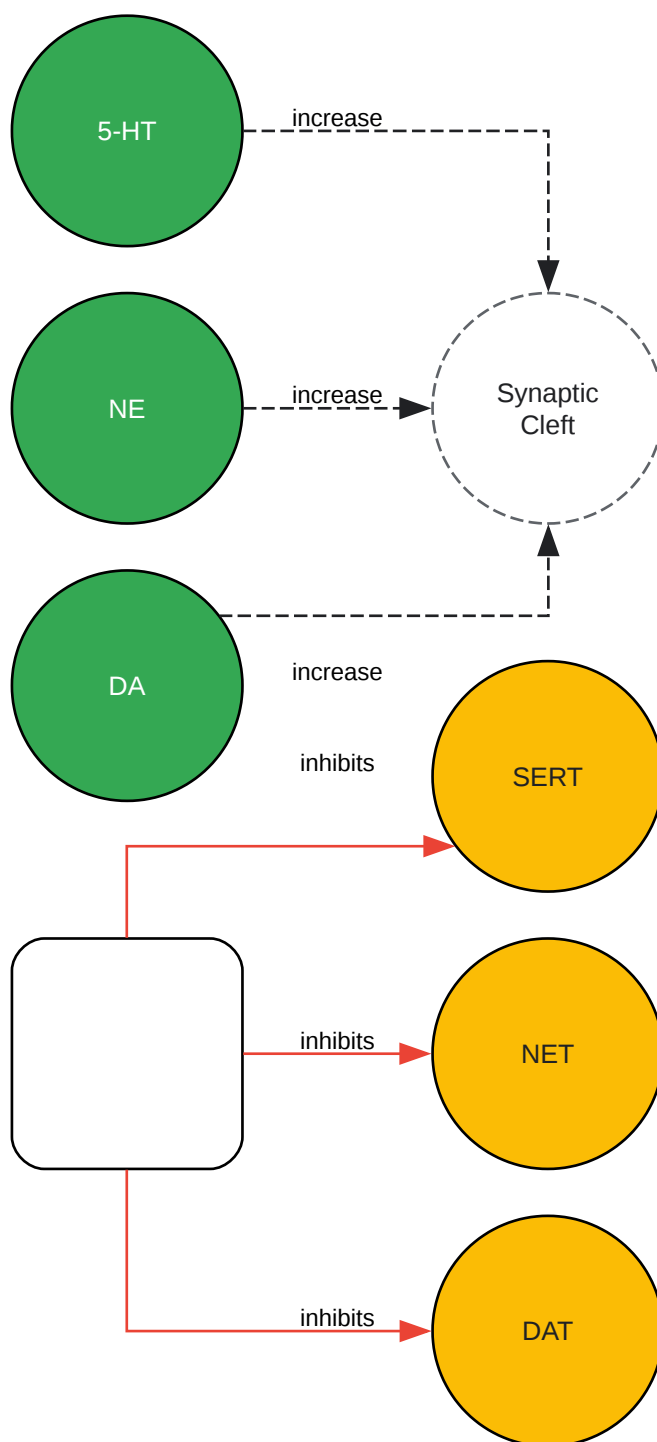 5-HT
increase
NE
increase
Synaptic
Cleft
DA
increase
inhibits
SERT
inhibits
NET
inhibits
DAT